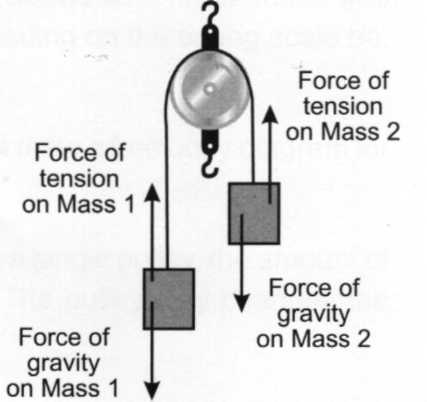 Force of
tension
on Mass 2
Force of
tension
on Mass 1
Force of
gravity
on Mass 2
Force of
gravity
on Mass 1